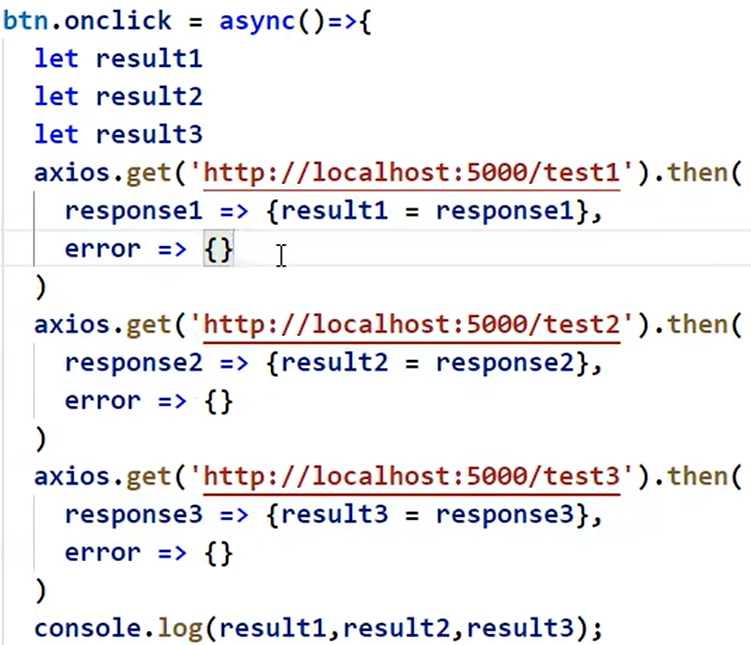 btn.onclick = async()=>{
let result1
let result2
let result3
axios.get('http://localhost:5000/test1').then(
response1 => {result1 = response1},
error => {}
)
axios.get('http://localhost:5000/test2').then(
response2 => {result2 = response2},
error => {}
)
axios.get('http://localhost:5000/test3').then(
response3 => {result3 = response3},
error => {}
)
console.log(result1,result2,result3);